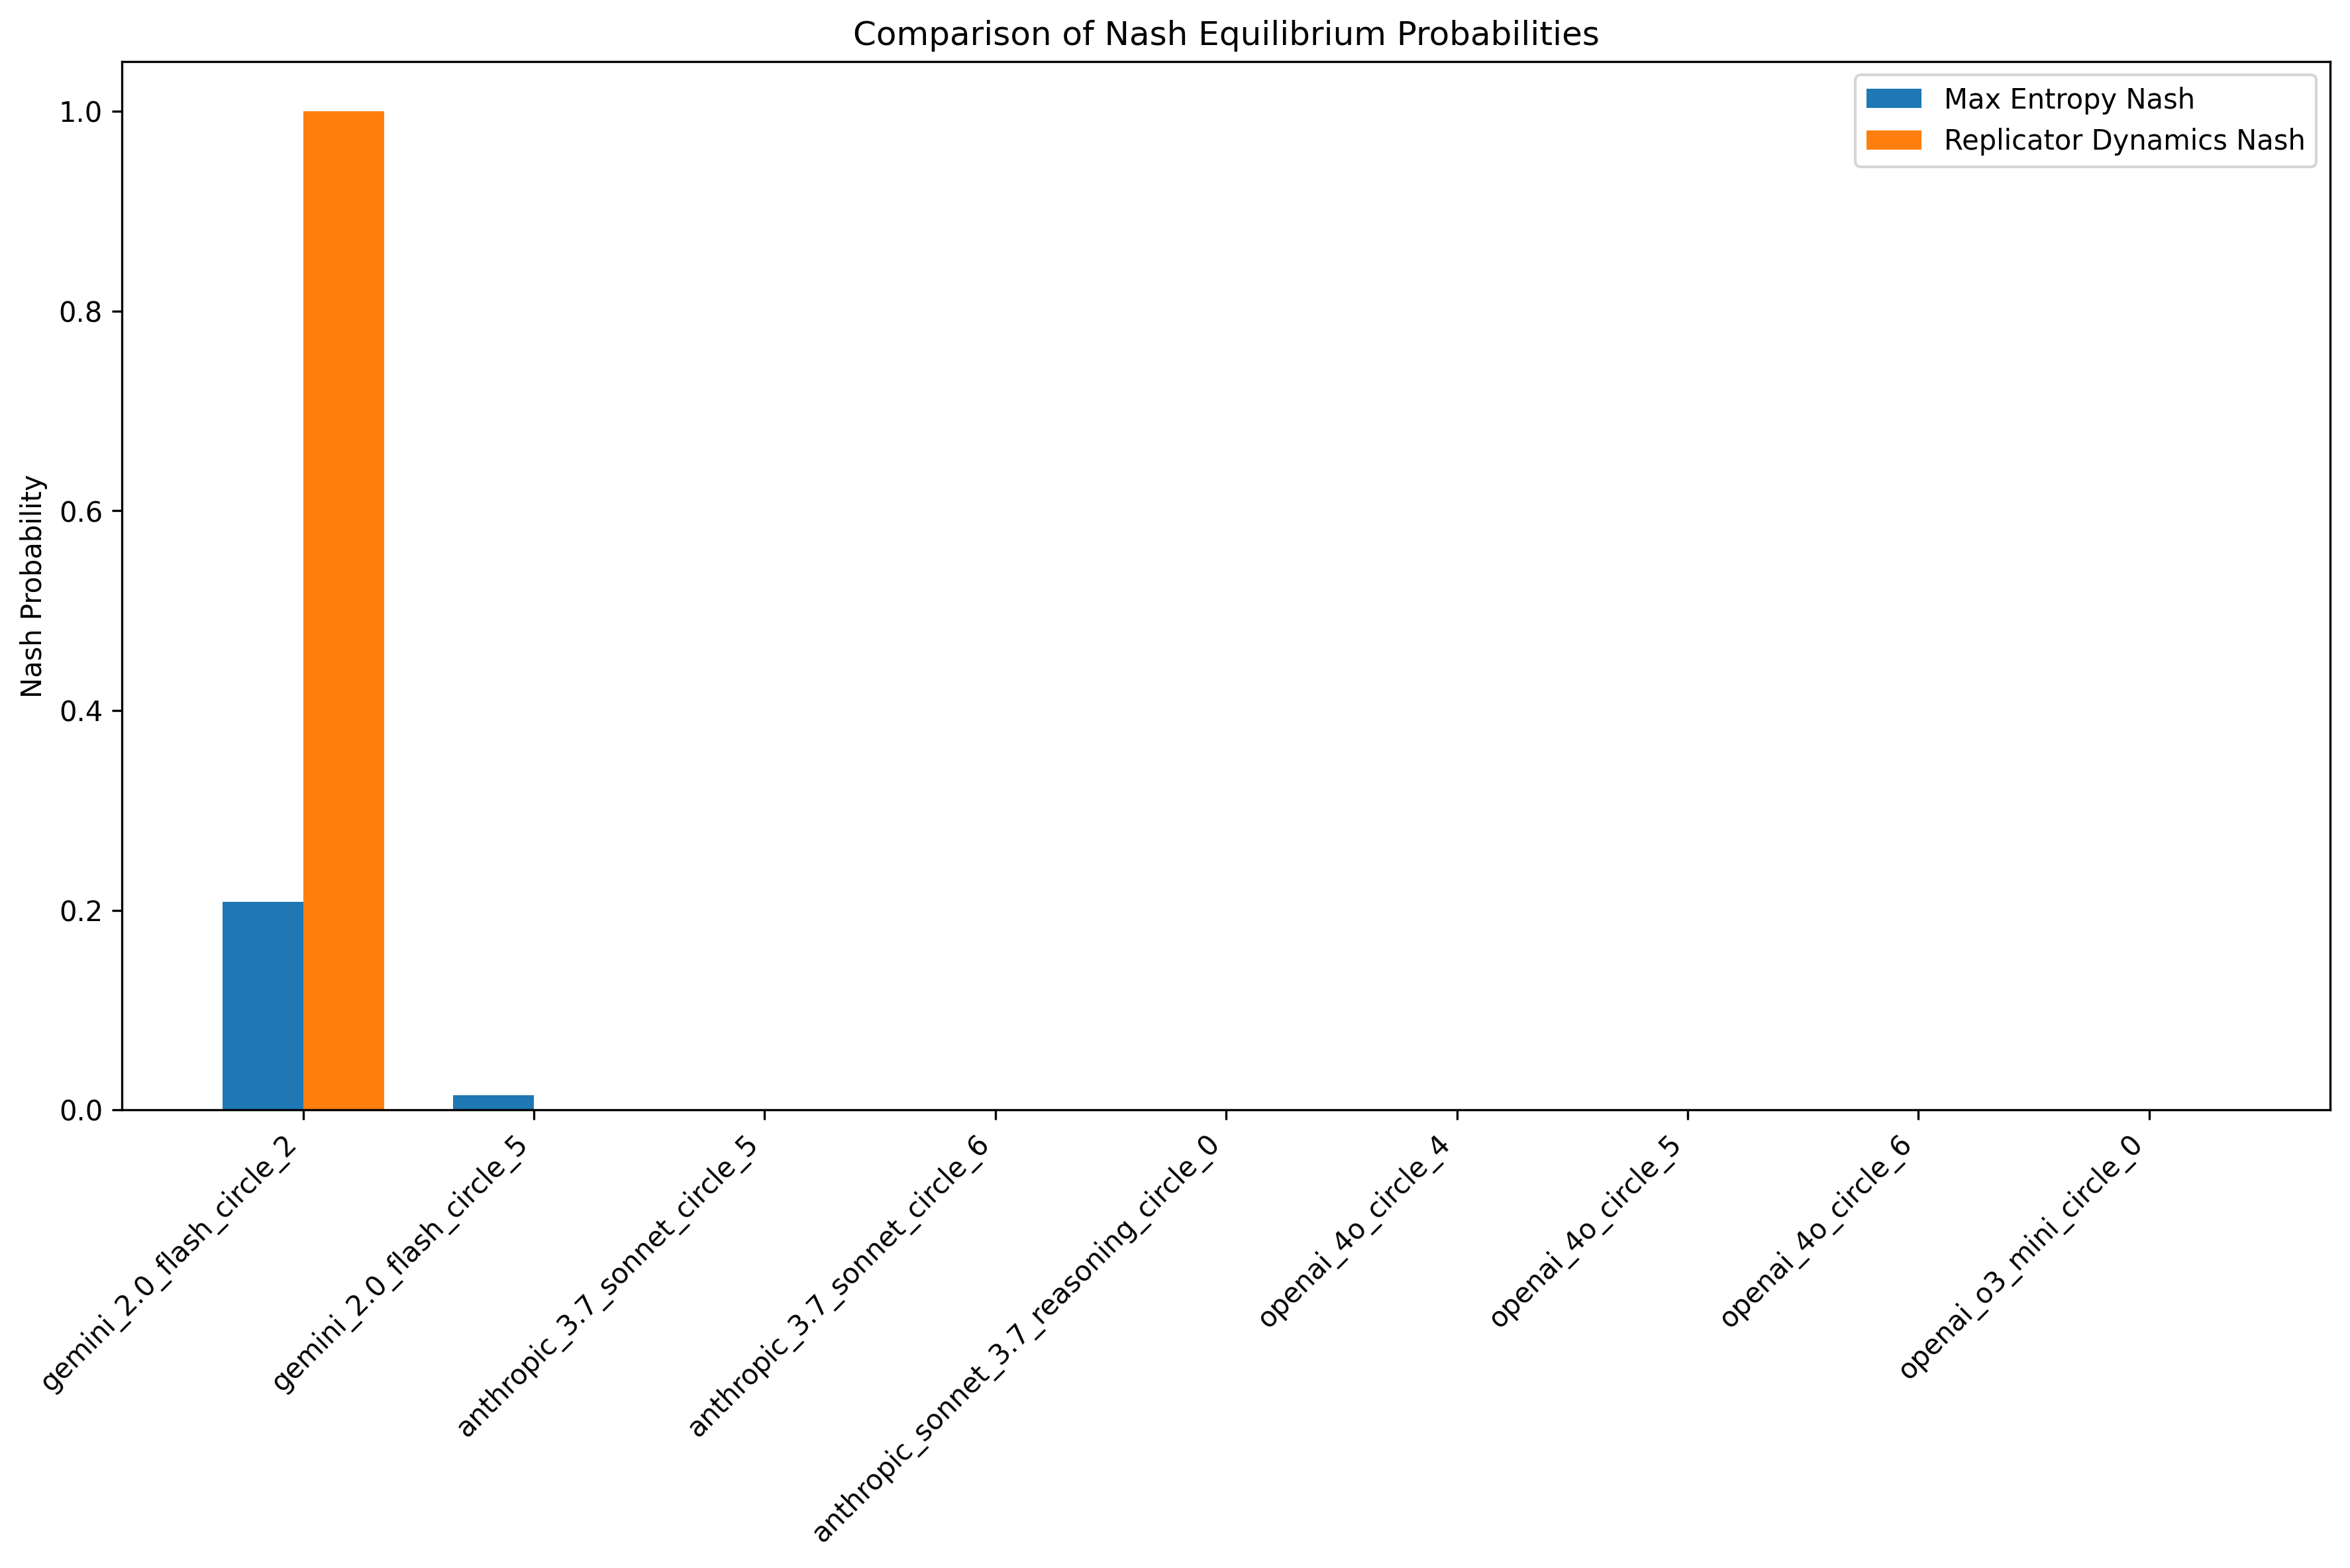 Comparison of Nash Equilibrium Probabilities
Max Entropy Nash
Replicator Dynamics Nash
Nash Probability
1.0
0.8
0.6
0.4
0.2
0.0
gemini_2.0_flash_circle_2
gemini_2.0_flash_circle_5
anthropic_3.7_sonnet_circle_5
anthropic_3.7_sonnet_circle_6
anthropic_sonnet_3.7_reasoning_circle_0
openai_4o_circle_4
openai_4o_circle_5
openai_4o_circle_6
openai_o3_mini_circle_0